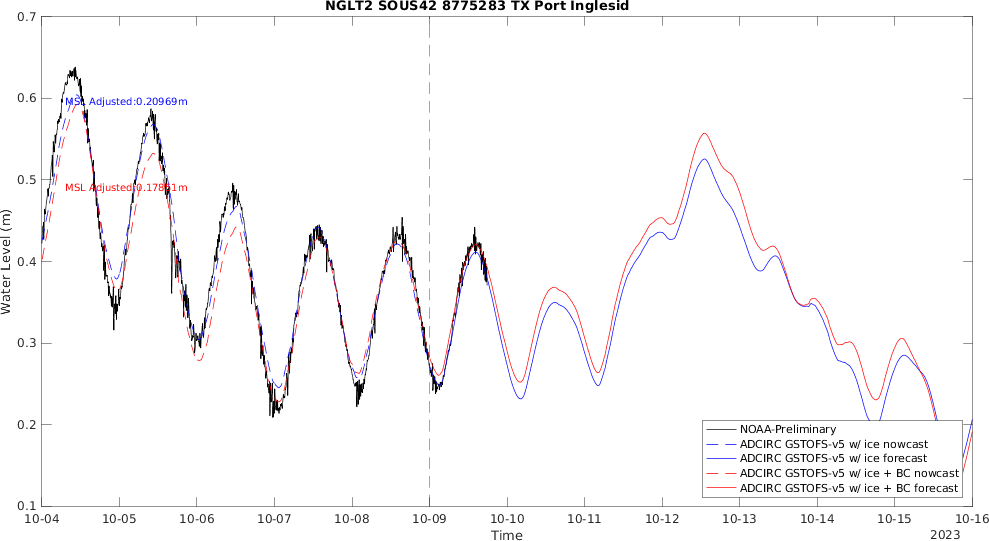 NGLT2 SOUS42 8775283 TX Port Inglesid
0.7
0.6
0.5
0.4
0.3
0.2
0.1
Water Level (m)
MSL Adjusted:0.20969m
10-04
10-05
10-06
10-07
10-08
10-09
10-10
10-11
10-12
10-13
10-14
10-15
10-16
Time
2023
NOAA-Preliminary
ADCIRC GSTOFS-v5 w/ ice nowcast
ADCIRC GSTOFS-v5 w/ ice forecast
ADCIRC GSTOFS-v5 w/ ice + BC nowcast
ADCIRC GSTOFS-v5 w/ ice + BC forecast
MSL Adjusted